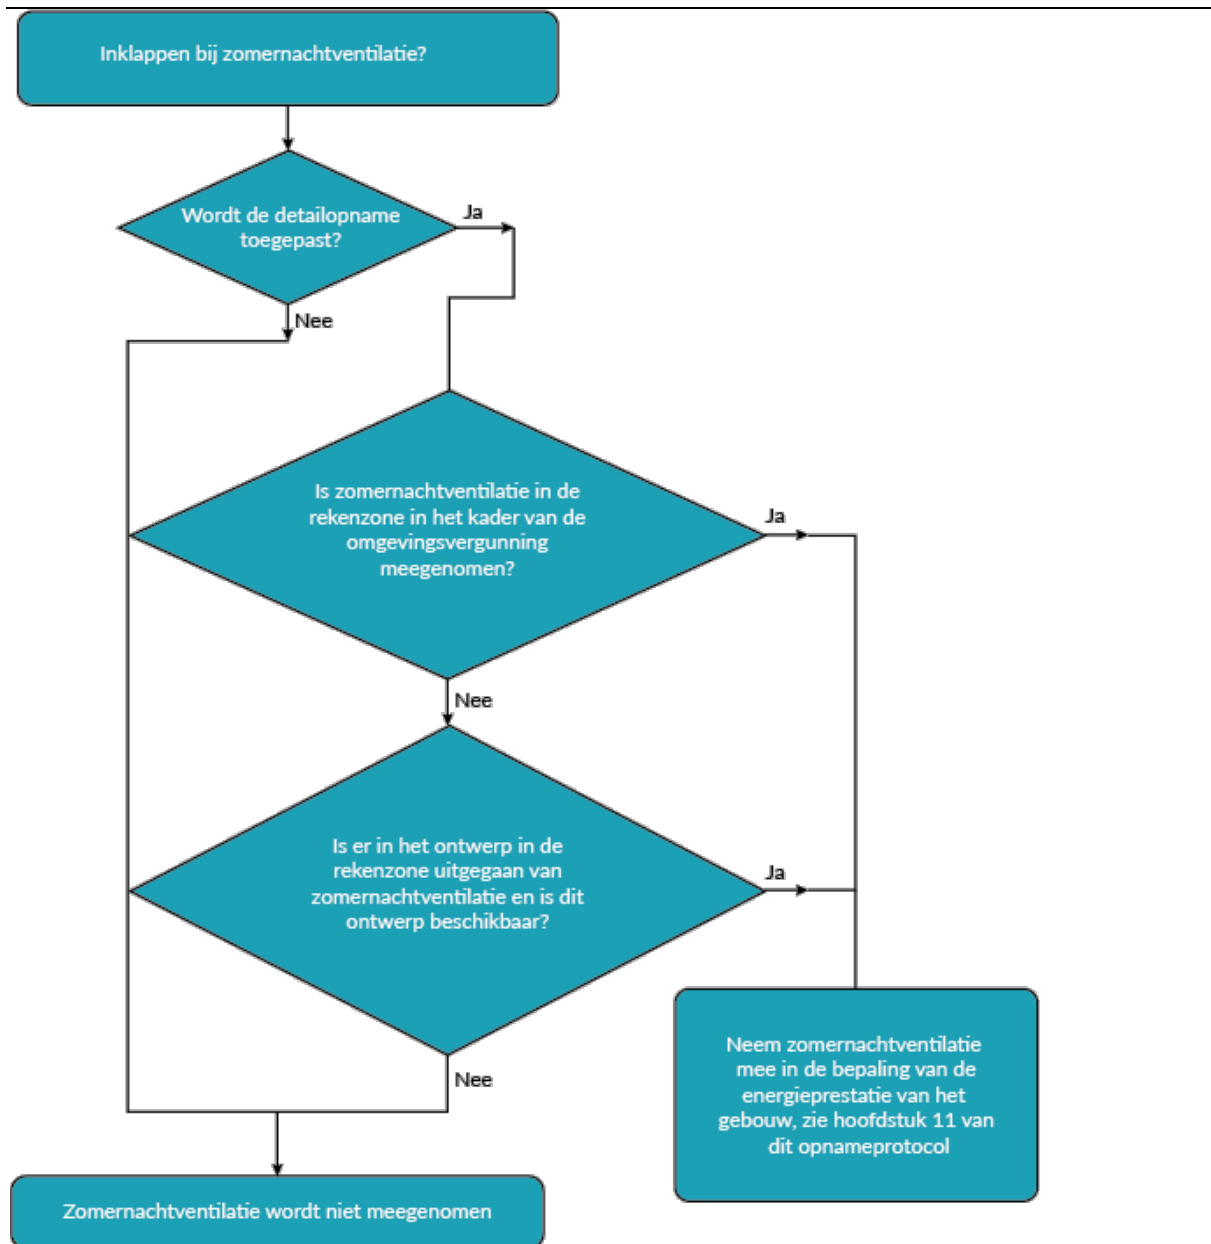 Inklappen bij zomernachtventilatie?
Wordt de detailopname
toegepast?
Ja
Nee
Is zomernachtventilatie in de
rekenzone in het kader van de
omgevingsvergunning
meegenomen?
Ja
Nee
Is er in het ontwerp in de
rekenzone uitgegaan van
zomernachtventilatie en is dit
ontwerp beschikbaar?
Ja
Nee
Neem zomernachtventilatie
mee in de bepaling van de
energieprestatie van het
gebouw, zie hoofdstuk 11 van
dit opnameprotocol
Zomernachtventilatie wordt niet meegenomen